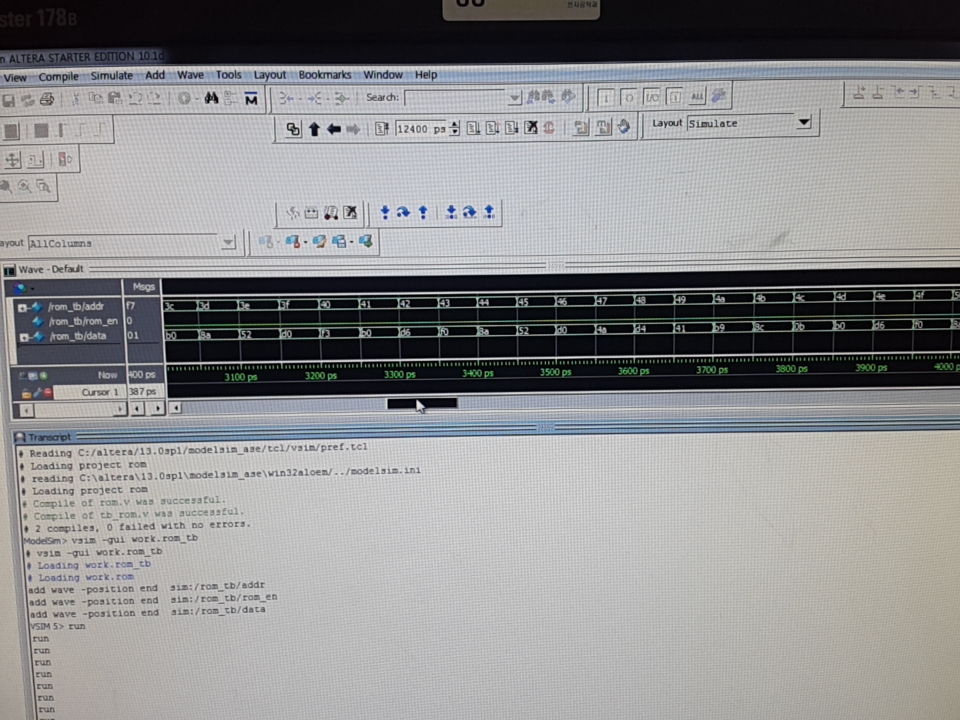 ster 178B
전자공학과
n ALTERA STARTER EDITION 10.1d
View Compile Simulate Add Wave Tools Layout Bookmarks Window Help
Search:
12400 ps
Layout Simulate
ayout AllColumns
Wave - Default
Msgs
/rom_tb/addr f7 3c 3d 3e 3f 40 41 42 43 44 45 46 47 48 49 4a 4b 4c 4d 4e 4f
/rom_tb/rom_en 0
/rom_tb/data 01 b0 8a 52 d0 f3 b0 d6 f0 8a 52 d0 4a d4 41 b9 8c 0b b0 d6 f0
Now 400 ps 3100 ps 3200 ps 3300 ps 3400 ps 3500 ps 3600 ps 3700 ps 3800 ps 3900 ps 4000 p
Cursor 1 387 ps
Transcript
# Reading C:/altera/13.0sp1/modelsim_ase/tcl/vsim/pref.tcl
# Loading project rom
# reading C:\altera\13.0sp1\modelsim_ase\win32aloem/../modelsim.ini
# Loading project rom
# Compile of rom.v was successful.
# Compile of tb_rom.v was successful.
# 2 compiles, 0 failed with no errors.
ModelSim> vsim -gui work.rom_tb
# vsim -gui work.rom_tb
# Loading work.rom_tb
# Loading work.rom
add wave -position end sim:/rom_tb/addr
add wave -position end sim:/rom_tb/rom_en
add wave -position end sim:/rom_tb/data
VSIM 5> run
run
run
run
run
run
run
run